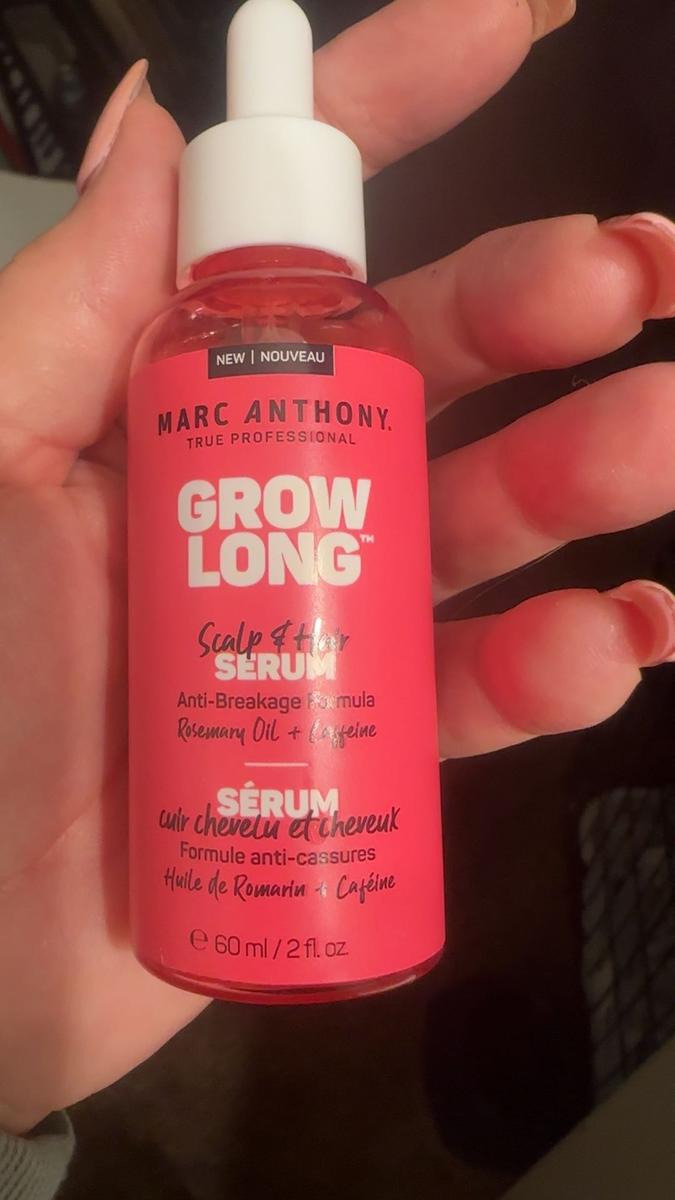 NEW | NOUVEAU
MARC ANTHONY.
TRUE PROFESSIONAL
GROW
LONG™
Scalp & Hair
SERUM
Anti-Breakage Formula
Rosemary Oil + Caffeine
SÉRUM
cuir chevelu et cheveux
Formule anti-cassures
Huile de Romarin + Caféine
℮ 60 ml / 2 fl. oz.